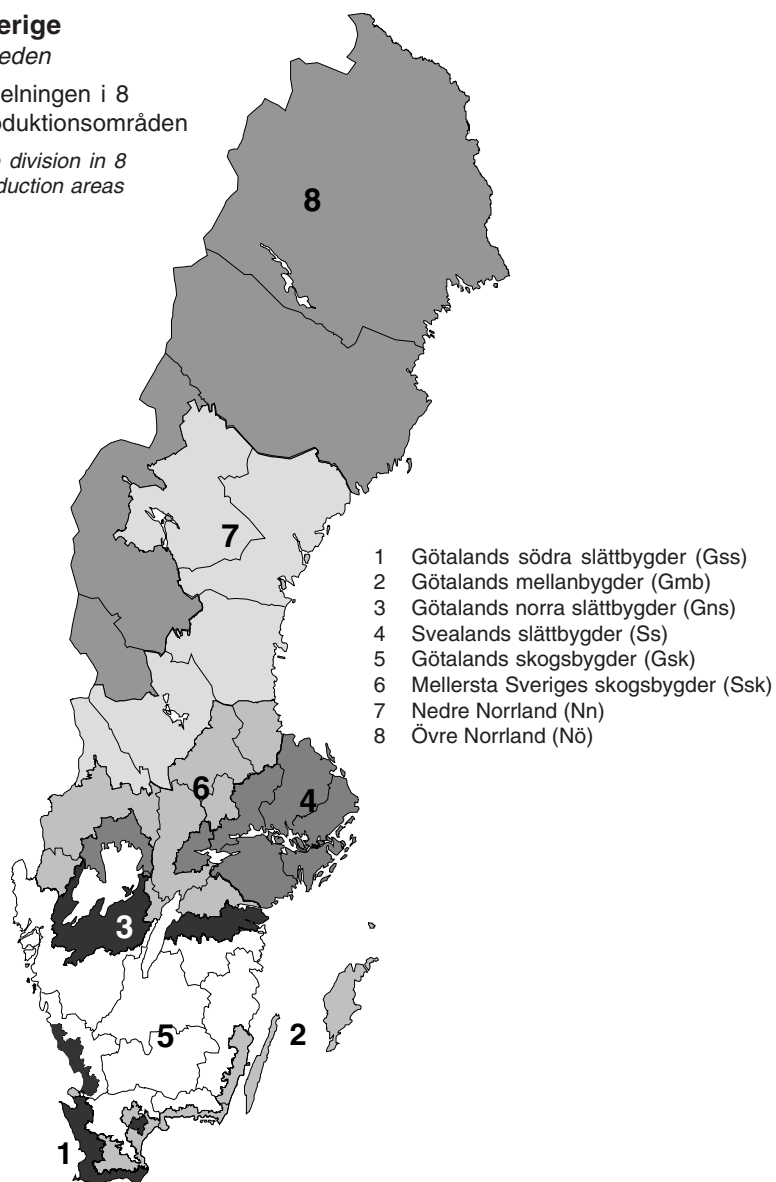 erige
eden
elningen i 8
oduktionsområden
division in 8
duction areas
8
7
1 Götalands södra slättbygder (Gss)
2 Götalands mellanbygder (Gmb)
3 Götalands norra slättbygder (Gns)
4 Svealands slättbygder (Ss)
5 Götalands skogsbygder (Gsk)
6 Mellersta Sveriges skogsbygder (Ssk)
7 Nedre Norrland (Nn)
8 Övre Norrland (Nö)
6
4
3
2
5
1